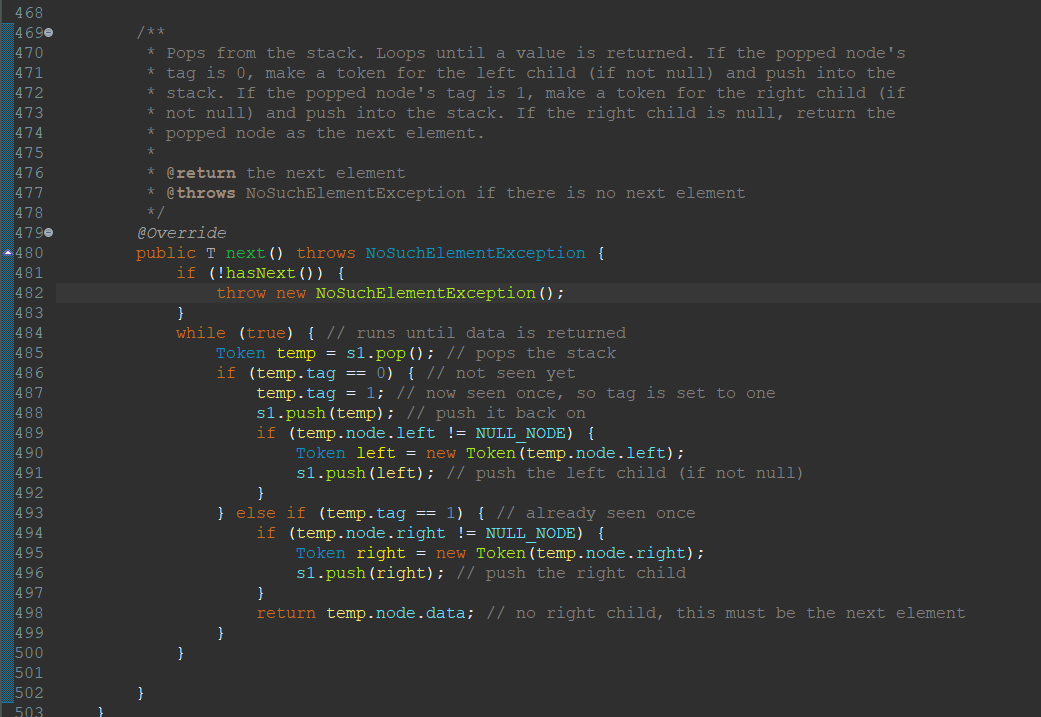 468
469 /**
470 * Pops from the stack. Loops until a value is returned. If the popped node's
471 * tag is 0, make a token for the left child (if not null) and push into the
472 * stack. If the popped node's tag is 1, make a token for the right child (if
473 * not null) and push into the stack. If the right child is null, return the
474 * popped node as the next element.
475 *
476 * @return the next element
477 * @throws NoSuchElementException if there is no next element
478 */
479 @Override
480 public T next() throws NoSuchElementException {
481 if (!hasNext()) {
482 throw new NoSuchElementException();
483 }
484 while (true) { // runs until data is returned
485 Token temp = s1.pop(); // pops the stack
486 if (temp.tag == 0) { // not seen yet
487 temp.tag = 1; // now seen once, so tag is set to one
488 s1.push(temp); // push it back on
489 if (temp.node.left != NULL_NODE) {
490 Token left = new Token(temp.node.left);
491 s1.push(left); // push the left child (if not null)
492 }
493 } else if (temp.tag == 1) { // already seen once
494 if (temp.node.right != NULL_NODE) {
495 Token right = new Token(temp.node.right);
496 s1.push(right); // push the right child
497 }
498 return temp.node.data; // no right child, this must be the next element
499 }
500 }
501
502 }
503 }